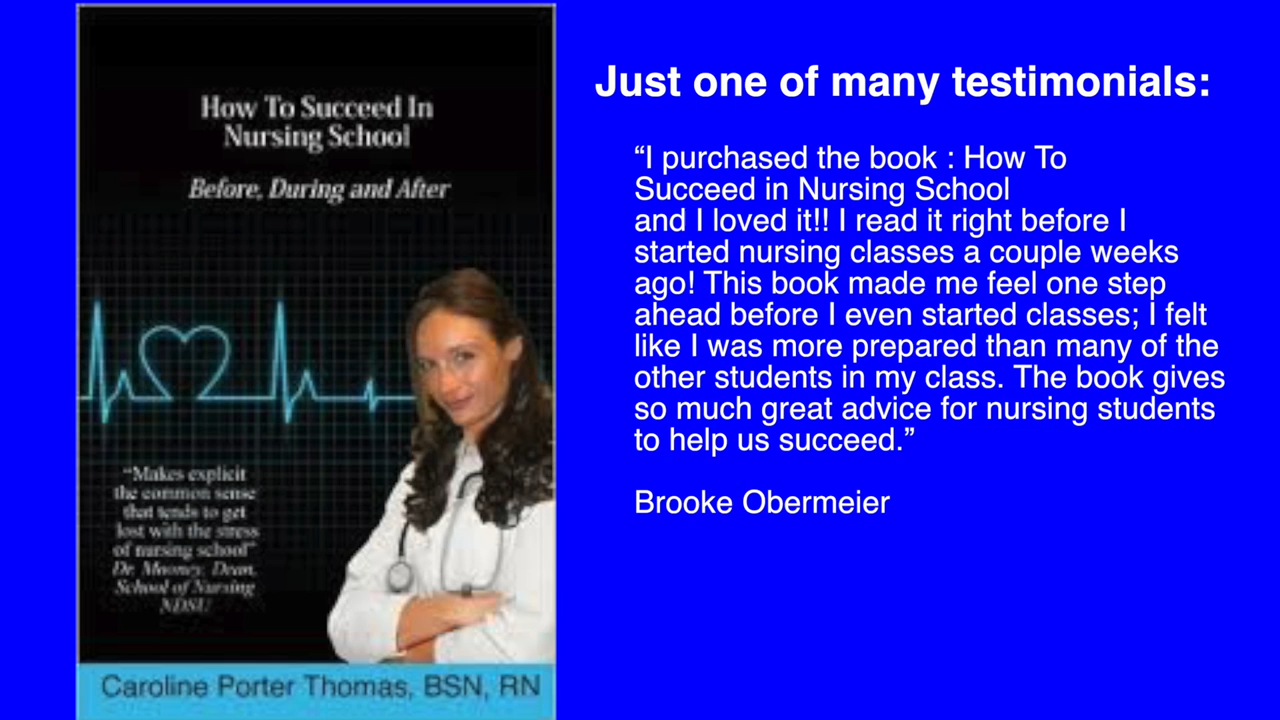 How To Succeed In
Nursing School
Before, During and After
“Makes explicit
the common sense
that tends to get
lost with the stress
of nursing school”
Dr. Mooney, Dean,
School of Nursing
NDSU
Caroline Porter Thomas, BSN, RN
Just one of many testimonials:
“I purchased the book : How To
Succeed in Nursing School
and I loved it!! I read it right before I
started nursing classes a couple weeks
ago! This book made me feel one step
ahead before I even started classes; I felt
like I was more prepared than many of the
other students in my class. The book gives
so much great advice for nursing students
to help us succeed.”
Brooke Obermeier